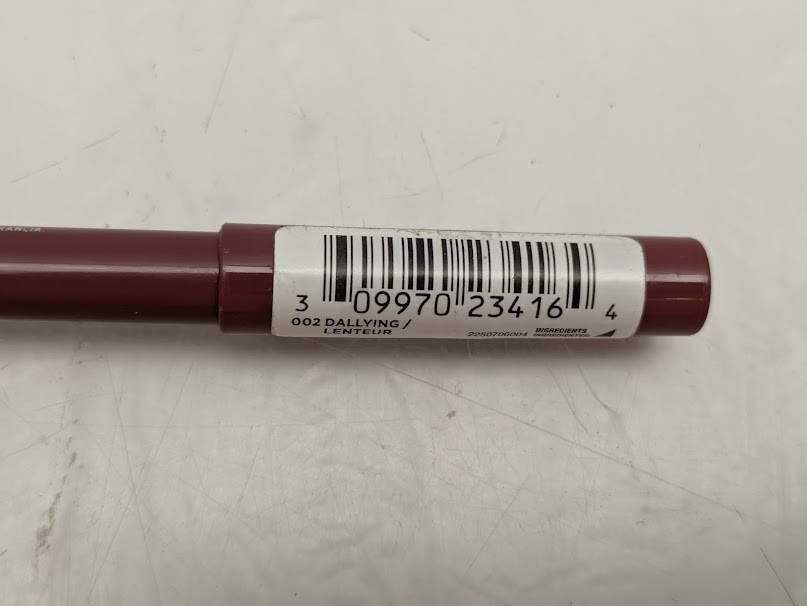 3 09970 23416 4
002 DALLYING /
LENTEUR
2250706004 INGREDIENTS